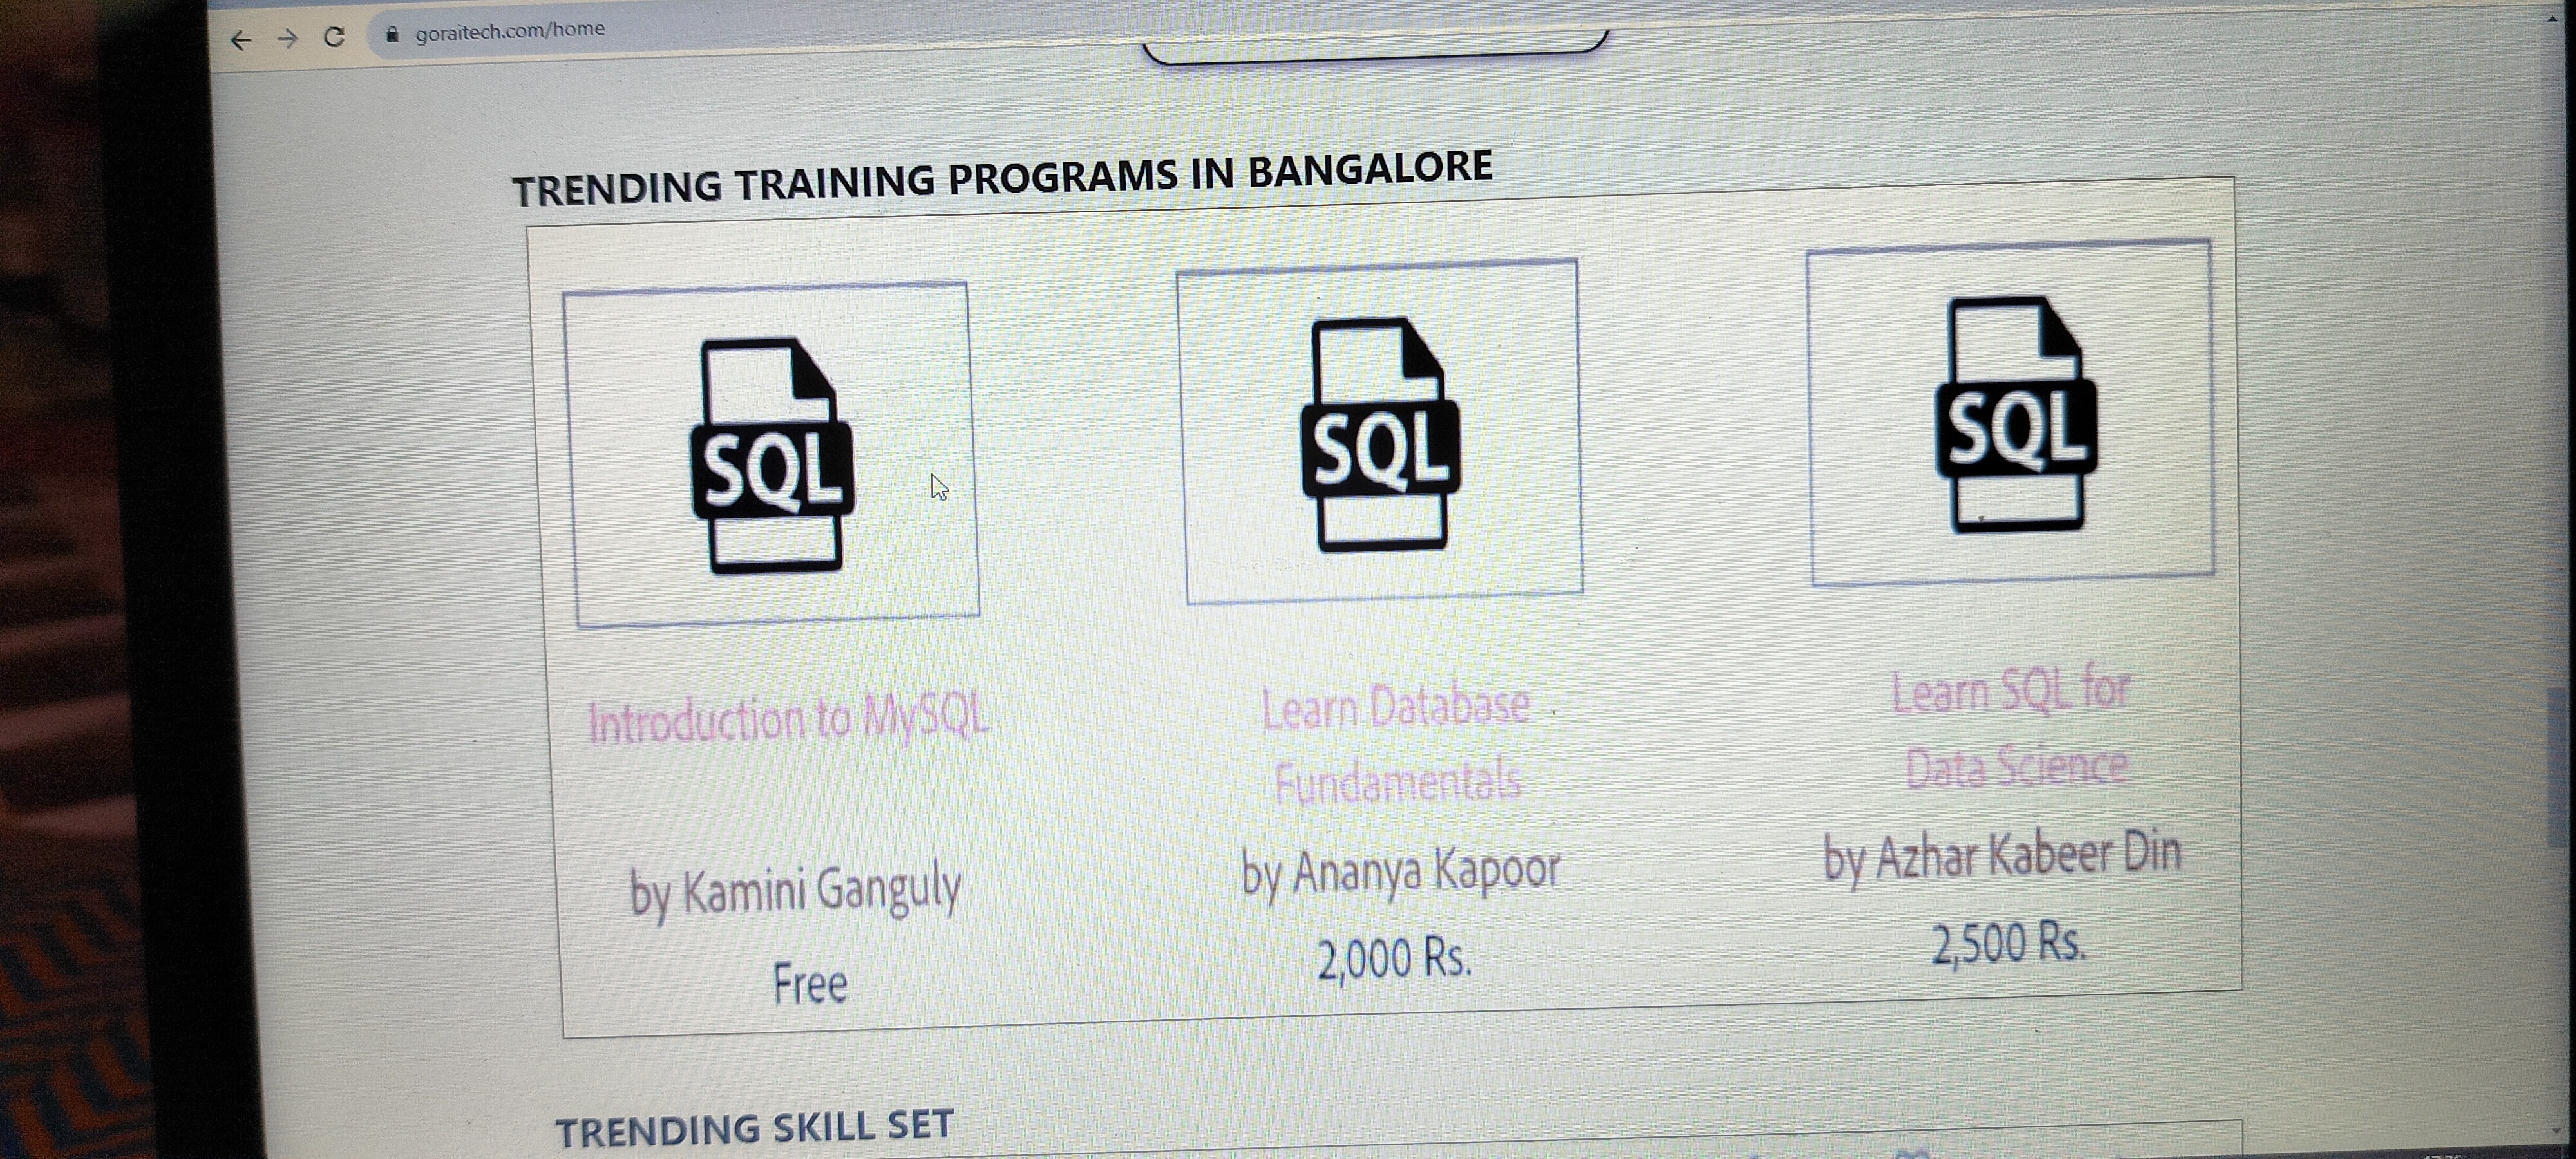 goraitech.com/home
TRENDING TRAINING PROGRAMS IN BANGALORE
SQL
SQL
SQL
Introduction to MySQL
by Kamini Ganguly
Free
Learn Database
Fundamentals
by Ananya Kapoor
2,000 Rs.
Learn SQL for
Data Science
by Azhar Kabeer Din
2,500 Rs.
TRENDING SKILL SET